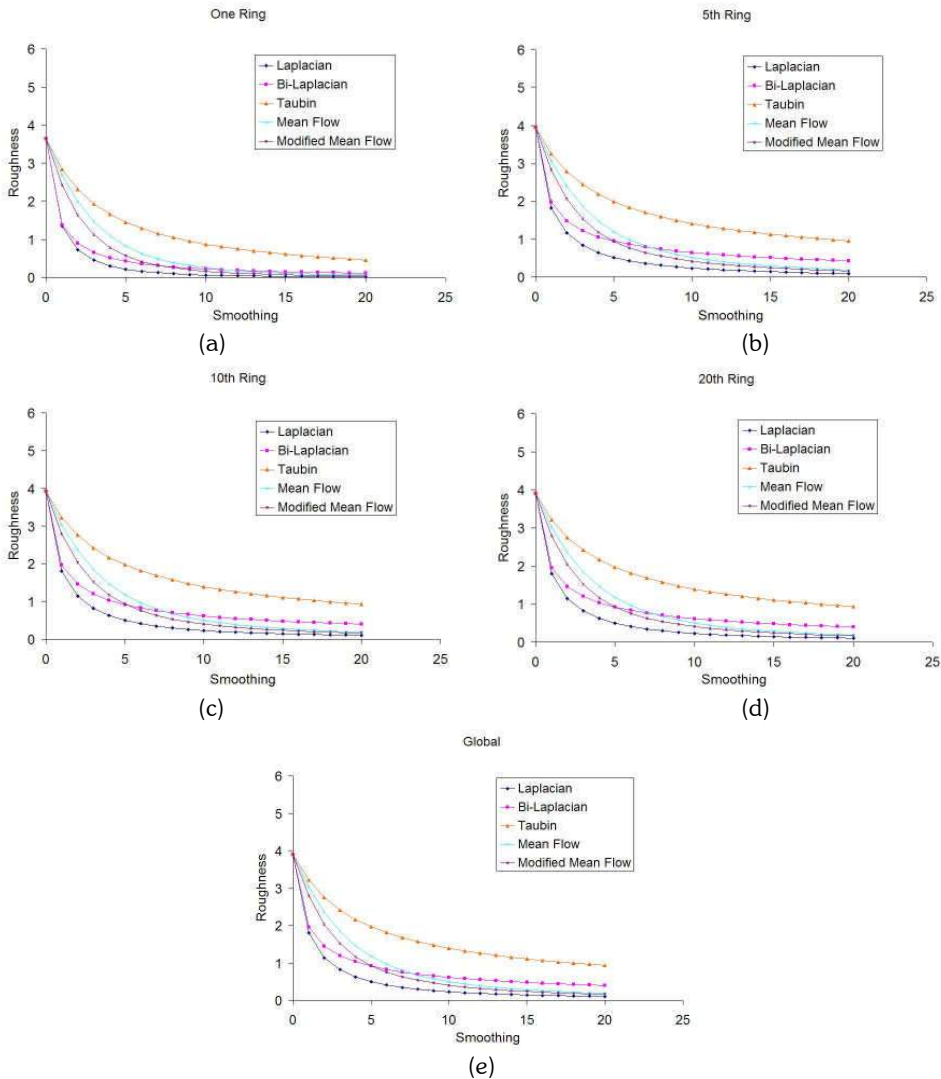 One Ring
6
5
4
3
2
1
0
Roughness
Laplacian
Bi-Laplacian
Taubin
Mean Flow
Modified Mean Flow
0 5 10 15 20 25
Smoothing
(a)
5th Ring
6
5
4
3
2
1
0
Roughness
Laplacian
Bi-Laplacian
Taubin
Mean Flow
Modified Mean Flow
0 5 10 15 20 25
Smoothing
(b)
10th Ring
6
5
4
3
2
1
0
Roughness
Laplacian
Bi-Laplacian
Taubin
Mean Flow
Modified Mean Flow
0 5 10 15 20 25
Smoothing
(c)
20th Ring
6
5
4
3
2
1
0
Roughness
Laplacian
Bi-Laplacian
Taubin
Mean Flow
Modified Mean Flow
0 5 10 15 20 25
Smoothing
(d)
Global
6
5
4
3
2
1
0
Roughness
Laplacian
Bi-Laplacian
Taubin
Mean Flow
Modified Mean Flow
0 5 10 15 20 25
Smoothing
(e)